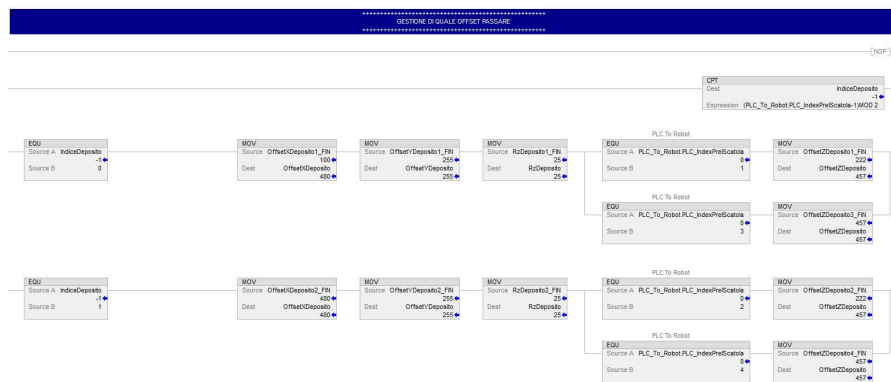 ++++++++++++++++++++++++++++++++++++++++++++++++++
GESTIONE DI QUALE OFFSET PASSARE
++++++++++++++++++++++++++++++++++++++++++++++++++
[NOP]
CPT
Dest IndiceDeposito
-1
Expression (PLC_To_Robot.PLC_IndexPrelScatola-1)MOD 2
EQU
Source A IndiceDeposito
-1
Source B 0
MOV
Source OffsetXDeposito1_FIN
100
Dest OffsetXDeposito
480
MOV
Source OffsetYDeposito1_FIN
255
Dest OffsetYDeposito
255
MOV
Source RzDeposito1_FIN
25
Dest RzDeposito
25
PLC To Robot
EQU
Source A PLC_To_Robot.PLC_IndexPrelScatola
0
Source B 1
MOV
Source OffsetZDeposito1_FIN
222
Dest OffsetZDeposito
457
PLC To Robot
EQU
Source A PLC_To_Robot.PLC_IndexPrelScatola
0
Source B 3
MOV
Source OffsetZDeposito3_FIN
457
Dest OffsetZDeposito
457
EQU
Source A IndiceDeposito
-1
Source B 1
MOV
Source OffsetXDeposito2_FIN
480
Dest OffsetXDeposito
480
MOV
Source OffsetYDeposito2_FIN
255
Dest OffsetYDeposito
255
MOV
Source RzDeposito2_FIN
25
Dest RzDeposito
25
PLC To Robot
EQU
Source A PLC_To_Robot.PLC_IndexPrelScatola
0
Source B 2
MOV
Source OffsetZDeposito2_FIN
222
Dest OffsetZDeposito
457
PLC To Robot
EQU
Source A PLC_To_Robot.PLC_IndexPrelScatola
0
Source B 4
MOV
Source OffsetZDeposito4_FIN
457
Dest OffsetZDeposito
457